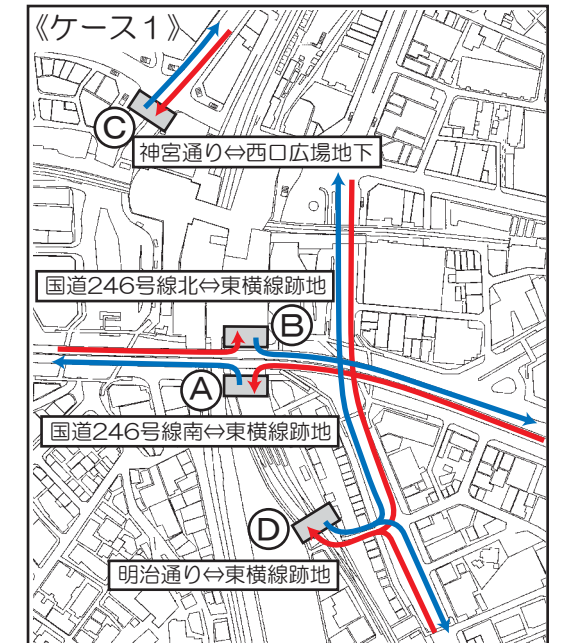 《ケース1》
Ⓒ
神宮通り⇔西口広場地下
国道246号線北⇔東横線跡地
Ⓑ
Ⓐ
国道246号線南⇔東横線跡地
Ⓓ
明治通り⇔東横線跡地